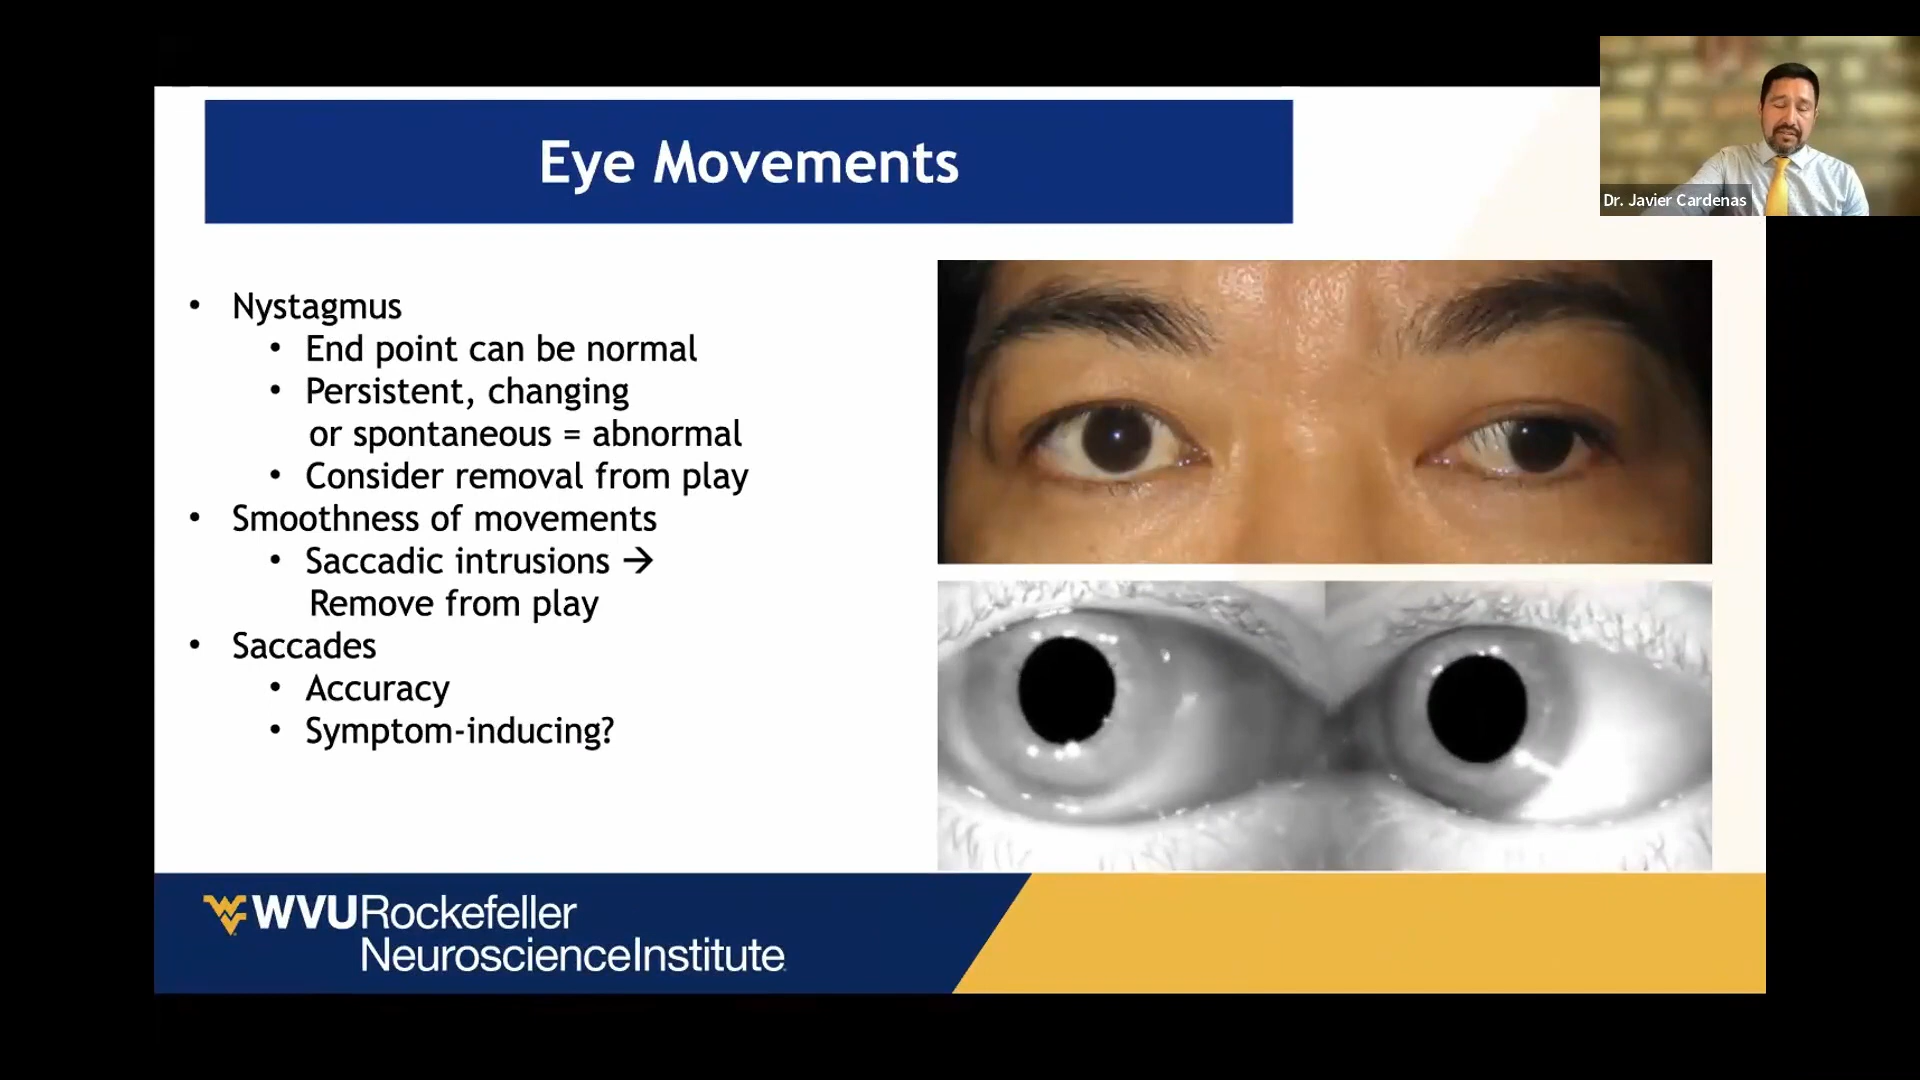 Eye Movements
Dr. Javier Cardenas
• Nystagmus
• End point can be normal
• Persistent, changing
or spontaneous = abnormal
• Consider removal from play
• Smoothness of movements
• Saccadic intrusions →
Remove from play
• Saccades
• Accuracy
• Symptom-inducing?
WVURockefeller
NeuroscienceInstitute